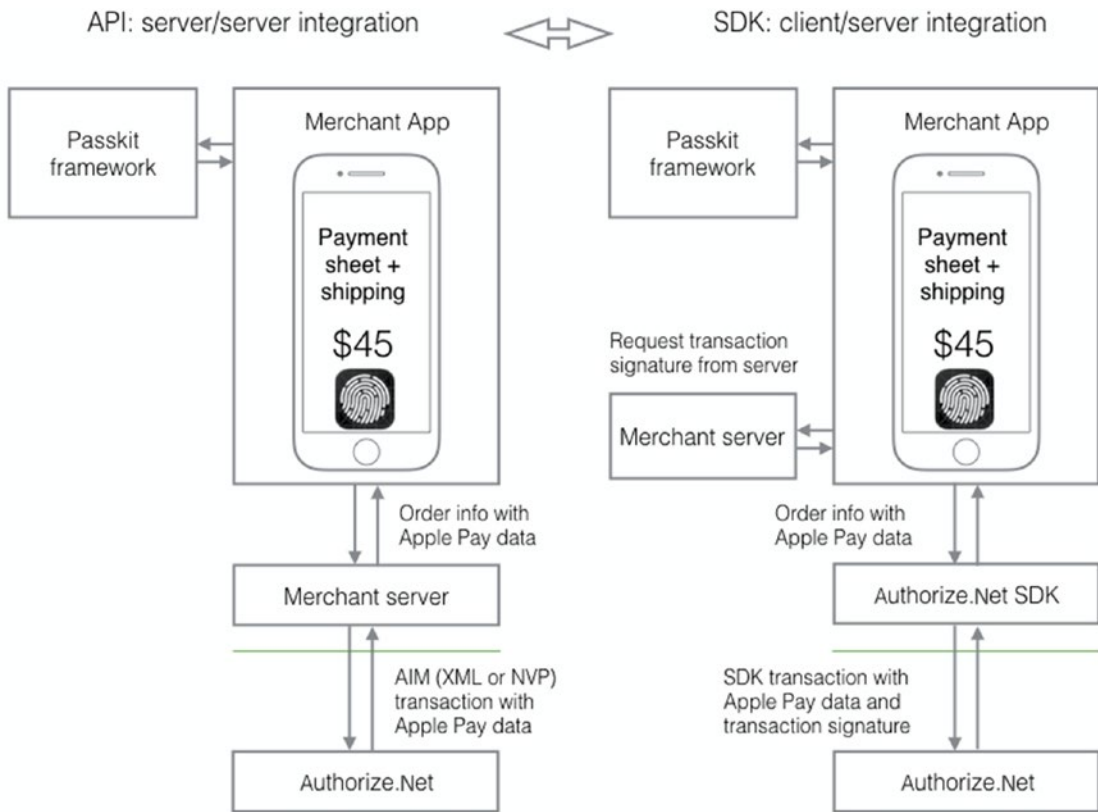 API: server/server integration
SDK: client/server integration
Passkit
framework
Merchant App
Payment
sheet +
shipping
$45
Order info with
Apple Pay data
Merchant server
AIM (XML or NVP)
transaction with
Apple Pay data
Authorize.Net
Passkit
framework
Merchant App
Payment
sheet +
shipping
$45
Request transaction
signature from server
Merchant server
Order info with
Apple Pay data
Authorize.Net SDK
SDK transaction with
Apple Pay data and
transaction signature
Authorize.Net